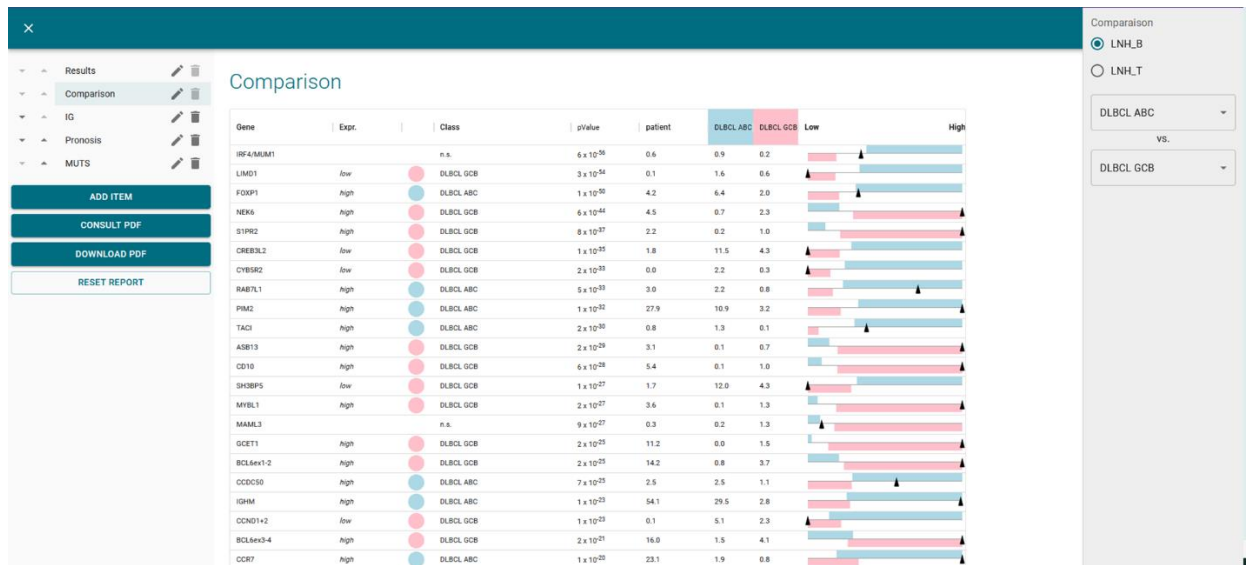 Comparaison
LNH_B
LNH_T
DLBCL ABC
vs.
DLBCL GCB
Results
Comparison
IG
Pronosis
MUTS
ADD ITEM
CONSULT PDF
DOWNLOAD PDF
RESET REPORT
Comparison
Gene Expr. Class pValue patient DLBCL ABC DLBCL GCB Low High
IRF4/MUM1 n.s. 6 x 10-56 0.6 0.9 0.2
LIMD1 low DLBCL GCB 3 x 10-54 0.1 1.6 0.6
FOXP1 high DLBCL ABC 1 x 10-50 4.2 6.4 2.0
NEK6 high DLBCL GCB 6 x 10-44 4.5 0.7 2.3
S1PR2 high DLBCL GCB 8 x 10-37 2.2 0.2 1.0
CREB3L2 low DLBCL GCB 1 x 10-35 1.8 11.5 4.3
CYB5R2 low DLBCL GCB 2 x 10-33 0.0 2.2 0.3
RAB7L1 high DLBCL ABC 5 x 10-33 3.0 2.2 0.8
PIM2 high DLBCL ABC 1 x 10-32 27.9 10.9 3.2
TACI high DLBCL ABC 2 x 10-30 0.8 1.3 0.1
ASB13 high DLBCL GCB 2 x 10-29 3.1 0.1 0.7
CD10 high DLBCL GCB 6 x 10-28 5.4 0.1 1.0
SH3BP5 low DLBCL GCB 1 x 10-27 1.7 12.0 4.3
MYBL1 high DLBCL GCB 2 x 10-27 3.6 0.1 1.3
MAML3 n.s. 9 x 10-27 0.3 0.2 1.3
GCET1 high DLBCL GCB 2 x 10-25 11.2 0.0 1.5
BCL6ex1-2 high DLBCL GCB 2 x 10-25 14.2 0.8 3.7
CCDC50 high DLBCL ABC 7 x 10-25 2.5 2.5 1.1
IGHM high DLBCL ABC 1 x 10-23 54.1 29.5 2.8
CCND1+2 low DLBCL GCB 1 x 10-23 0.1 5.1 2.3
BCL6ex3-4 high DLBCL GCB 2 x 10-21 16.0 1.5 4.1
CCR7 high DLBCL ABC 1 x 10-20 23.1 1.9 0.8